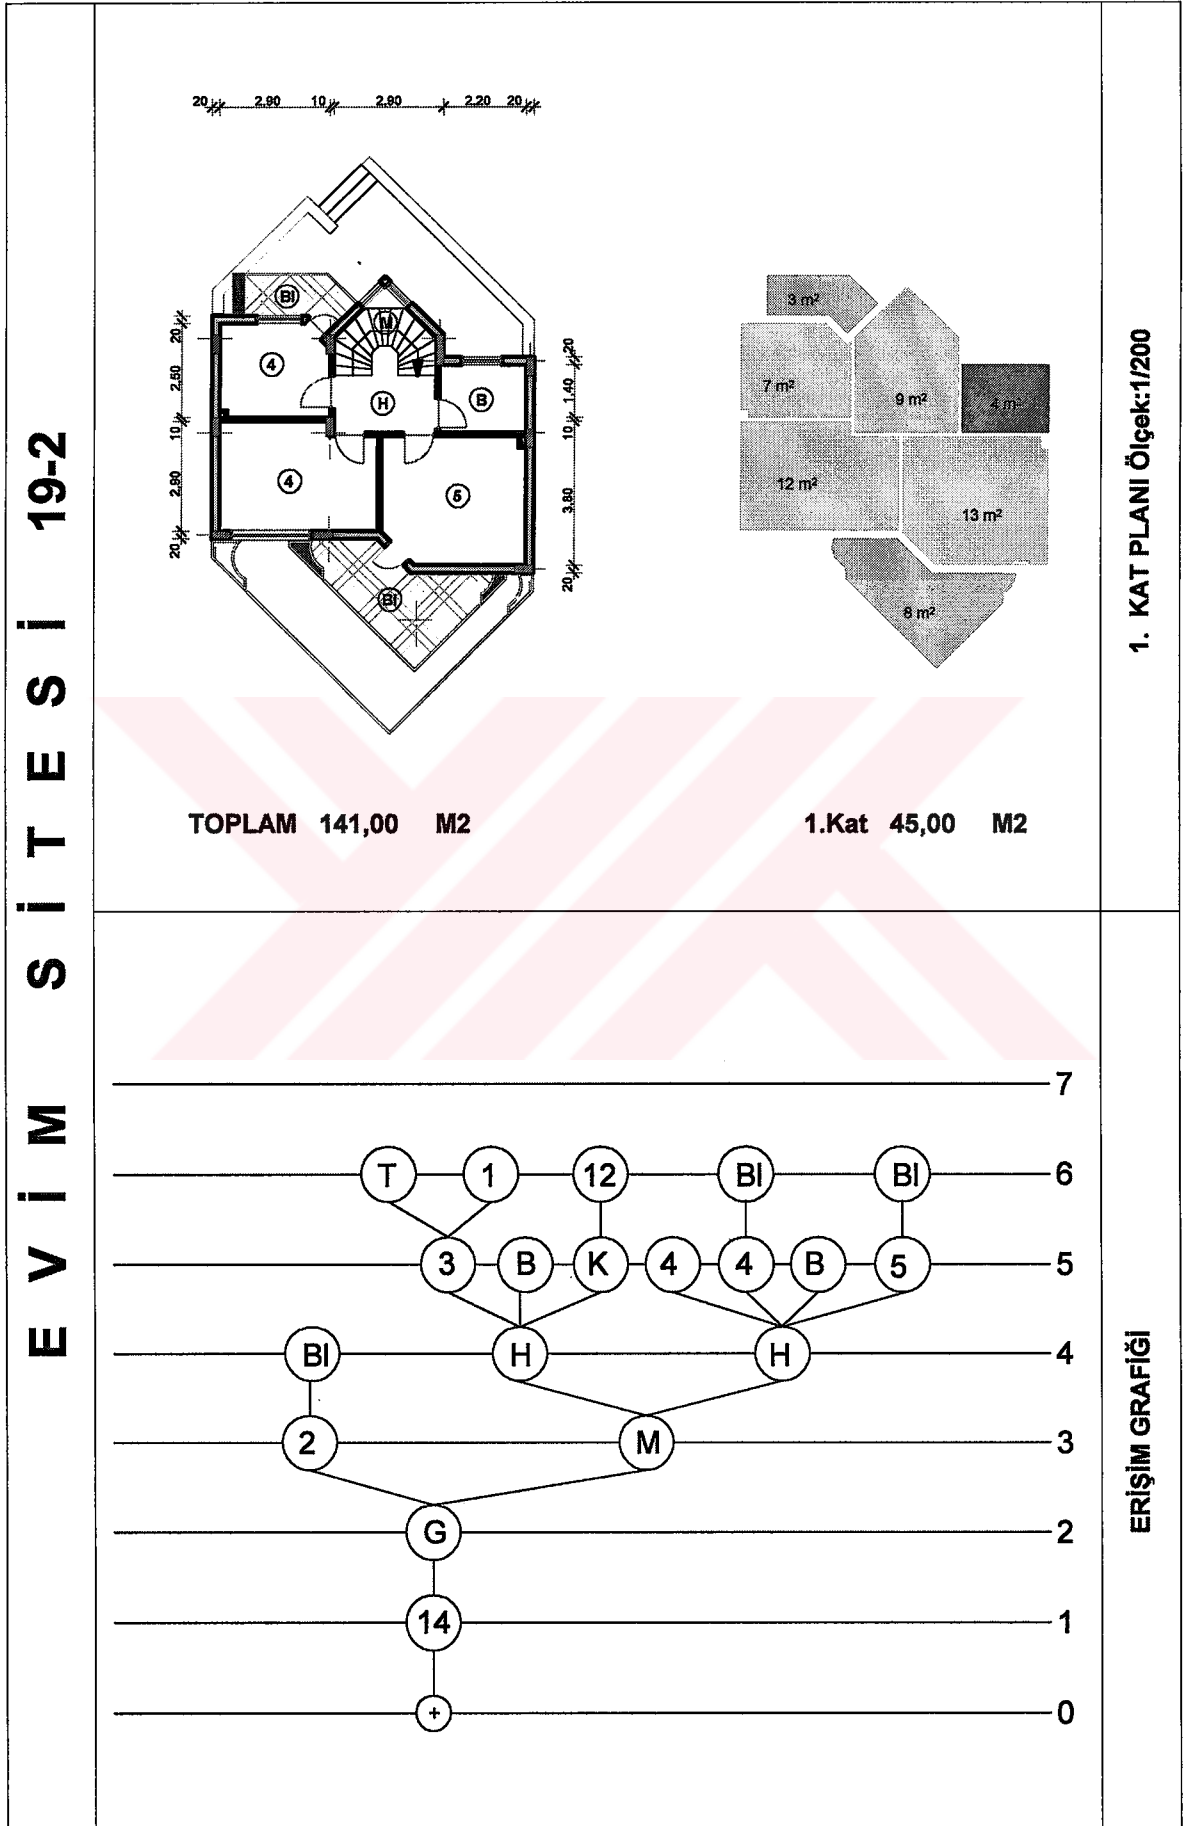 EVİM SİTESİ 19-2
20 2.90 10 2.90 2.20 20
20
2.60
10
2.80
20
20
1.40
10
3.80
20
Bl
M
4
H
B
4
5
Bl
3 m²
7 m²
9 m²
4 m²
12 m²
13 m²
8 m²
TOPLAM 141,00 M2
1.Kat 45,00 M2
1. KAT PLANI Ölçek:1/200
7
T 1 12 Bl Bl 6
3 B K 4 4 B 5 5
Bl H H 4
2 M 3
G 2
14 1
+ 0
ERİŞİM GRAFİĞİ